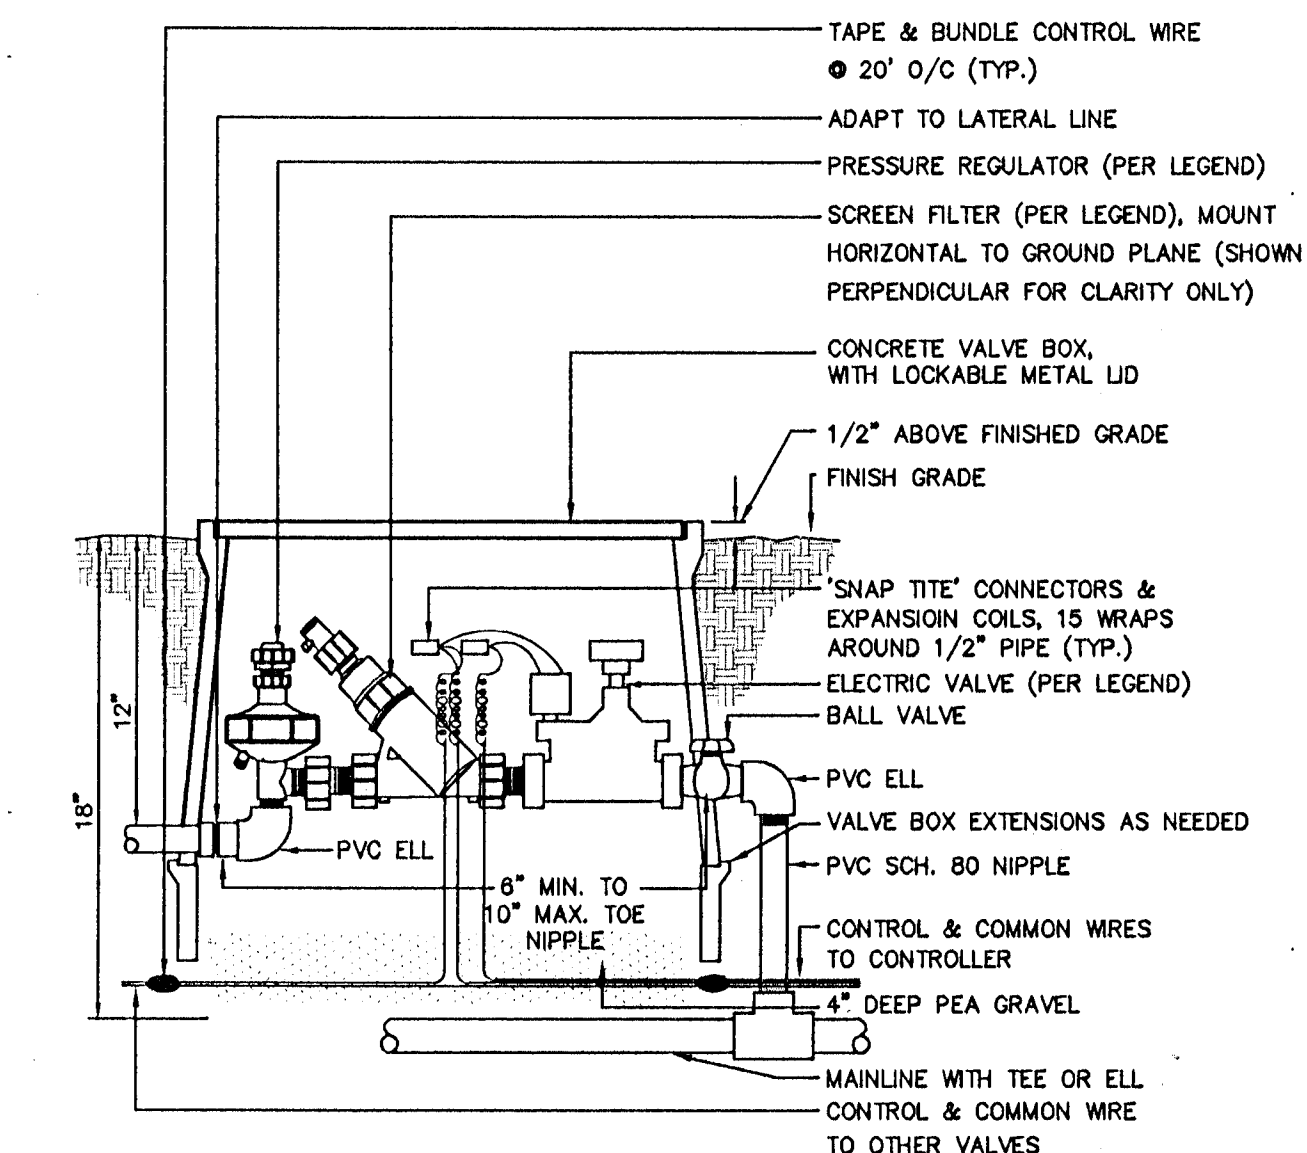 TAPE & BUNDLE CONTROL WIRE
@ 20' O/C (TYP.)
ADAPT TO LATERAL LINE
PRESSURE REGULATOR (PER LEGEND)
SCREEN FILTER (PER LEGEND), MOUNT
HORIZONTAL TO GROUND PLANE (SHOWN
PERPENDICULAR FOR CLARITY ONLY)
CONCRETE VALVE BOX,
WITH LOCKABLE METAL LID
1/2" ABOVE FINISHED GRADE
FINISH GRADE
'SNAP TITE' CONNECTORS &
EXPANSIOIN COILS, 15 WRAPS
AROUND 1/2" PIPE (TYP.)
ELECTRIC VALVE (PER LEGEND)
BALL VALVE
12"
18"
PVC ELL
VALVE BOX EXTENSIONS AS NEEDED
PVC ELL
PVC SCH. 80 NIPPLE
6" MIN. TO
10" MAX. TOE
NIPPLE
CONTROL & COMMON WIRES
TO CONTROLLER
4" DEEP PEA GRAVEL
MAINLINE WITH TEE OR ELL
CONTROL & COMMON WIRE
TO OTHER VALVES